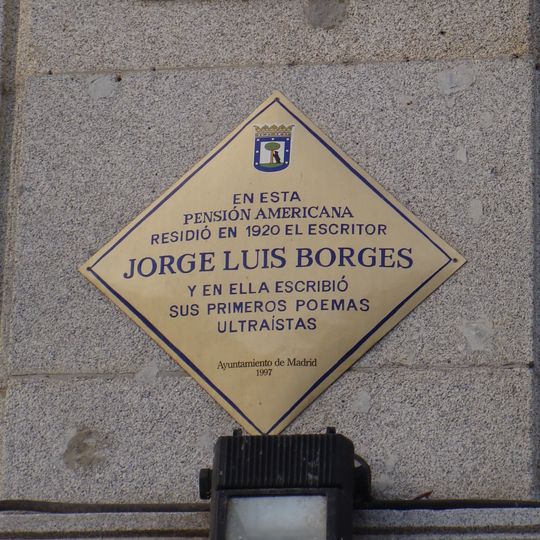 EN ESTA
PENSIÓN AMERICANA
RESIDIÓ EN 1920 EL ESCRITOR
JORGE LUIS BORGES
Y EN ELLA ESCRIBIÓ
SUS PRIMEROS POEMAS
ULTRAÍSTAS
Ayuntamiento de Madrid
1997